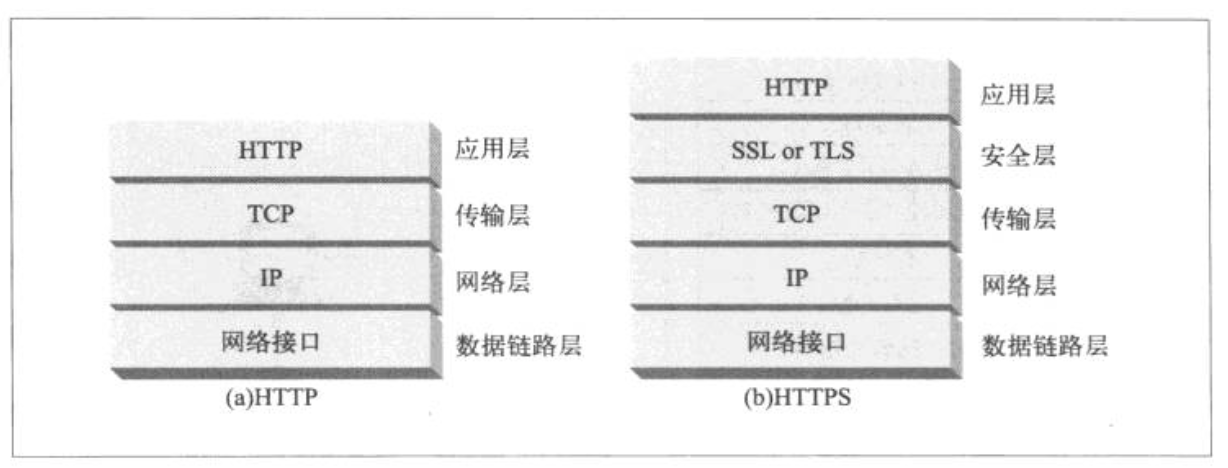 HTTP 应用层
TCP 传输层
IP 网络层
网络接口 数据链路层
(a)HTTP
HTTP 应用层
SSL or TLS 安全层
TCP 传输层
IP 网络层
网络接口 数据链路层
(b)HTTPS